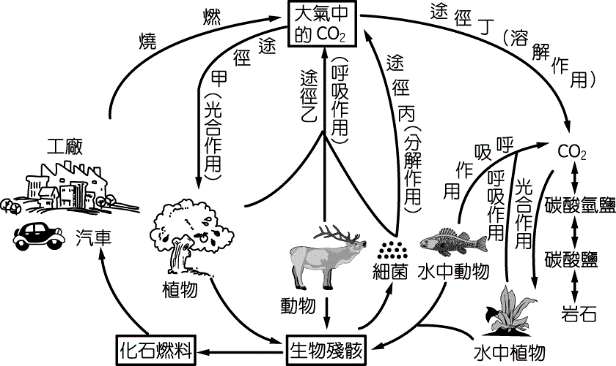 大氣中
的CO₂
燃燒
途徑甲(光合作用)
途徑乙
(呼吸作用)
途徑丙(分解作用)
途徑丁(溶解作用)
工廠
汽車
植物
動物
細菌
水中動物
呼吸作用
呼吸作用
光合作用
CO₂
碳酸氫鹽
碳酸鹽
岩石
水中植物
化石燃料
生物殘骸